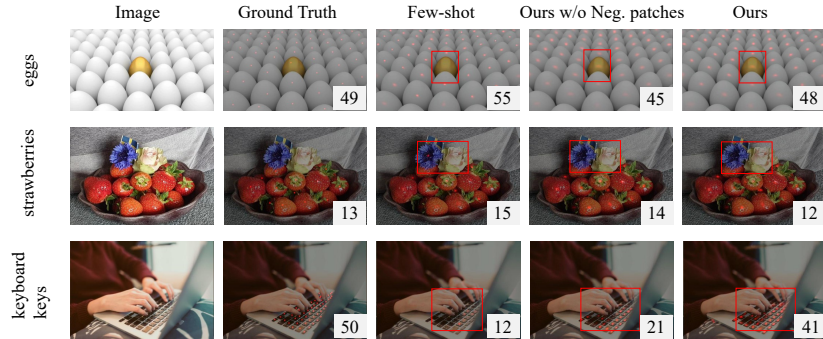 Image Ground Truth Few-shot Ours w/o Neg. patches Ours
eggs
49 55 45 48
strawberries
13 15 14 12
keyboard
keys
50 12 21 41